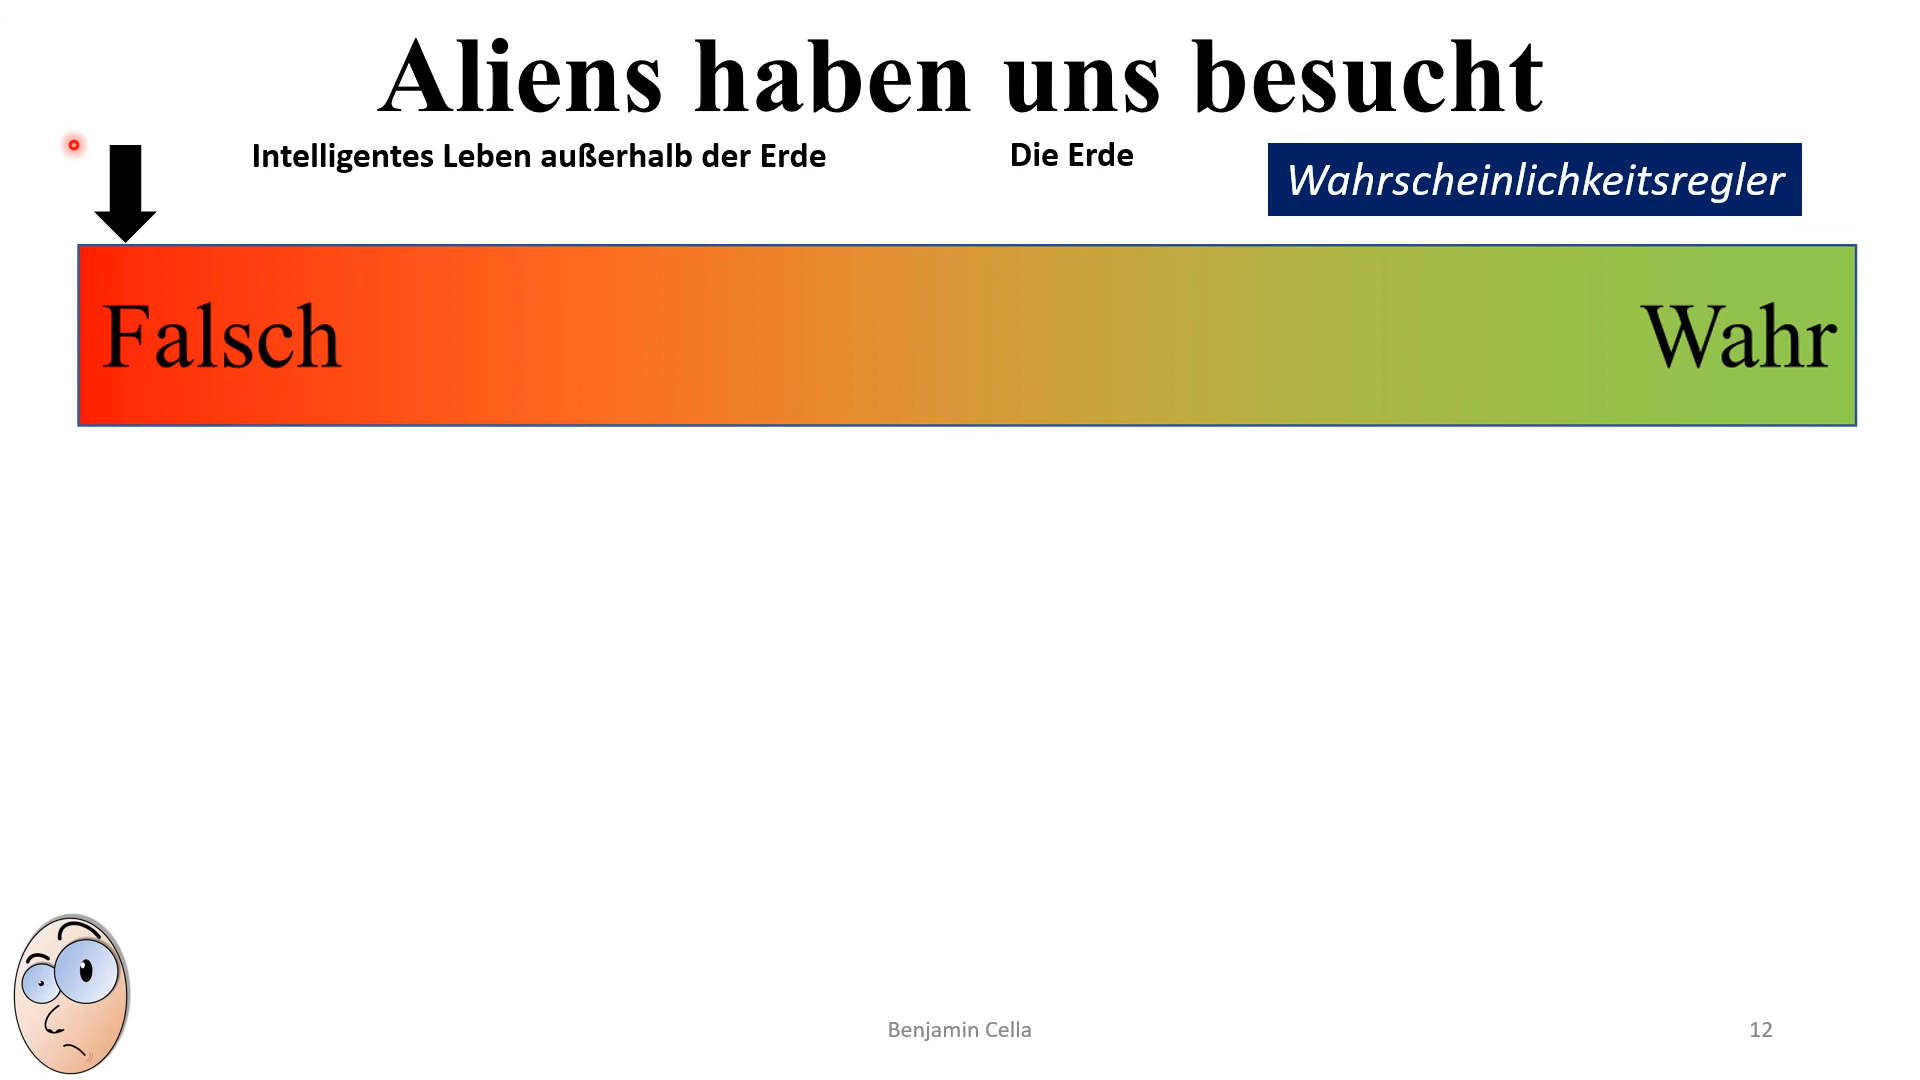 Aliens haben uns besucht
Intelligentes Leben außerhalb der Erde
Die Erde
Wahrscheinlichkeitsregler
Falsch
Wahr
Benjamin Cella
12